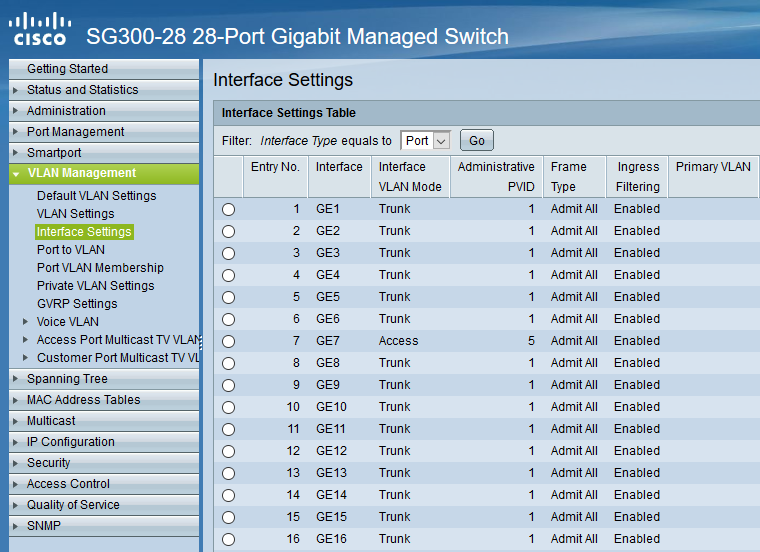 CISCO SG300-28 28-Port Gigabit Managed Switch
Getting Started
Status and Statistics
Administration
Port Management
Smartport
VLAN Management
Default VLAN Settings
VLAN Settings
Interface Settings
Port to VLAN
Port VLAN Membership
Private VLAN Settings
GVRP Settings
Voice VLAN
Access Port Multicast TV VLAN
Customer Port Multicast TV VL
Spanning Tree
MAC Address Tables
Multicast
IP Configuration
Security
Access Control
Quality of Service
SNMP
Interface Settings
Interface Settings Table
Filter: Interface Type equals to Port Go
Entry No. Interface Interface Administrative Frame Ingress Primary VLAN
VLAN Mode PVID Type Filtering
1 GE1 Trunk 1 Admit All Enabled
2 GE2 Trunk 1 Admit All Enabled
3 GE3 Trunk 1 Admit All Enabled
4 GE4 Trunk 1 Admit All Enabled
5 GE5 Trunk 1 Admit All Enabled
6 GE6 Trunk 1 Admit All Enabled
7 GE7 Access 5 Admit All Enabled
8 GE8 Trunk 1 Admit All Enabled
9 GE9 Trunk 1 Admit All Enabled
10 GE10 Trunk 1 Admit All Enabled
11 GE11 Trunk 1 Admit All Enabled
12 GE12 Trunk 1 Admit All Enabled
13 GE13 Trunk 1 Admit All Enabled
14 GE14 Trunk 1 Admit All Enabled
15 GE15 Trunk 1 Admit All Enabled
16 GE16 Trunk 1 Admit All Enabled